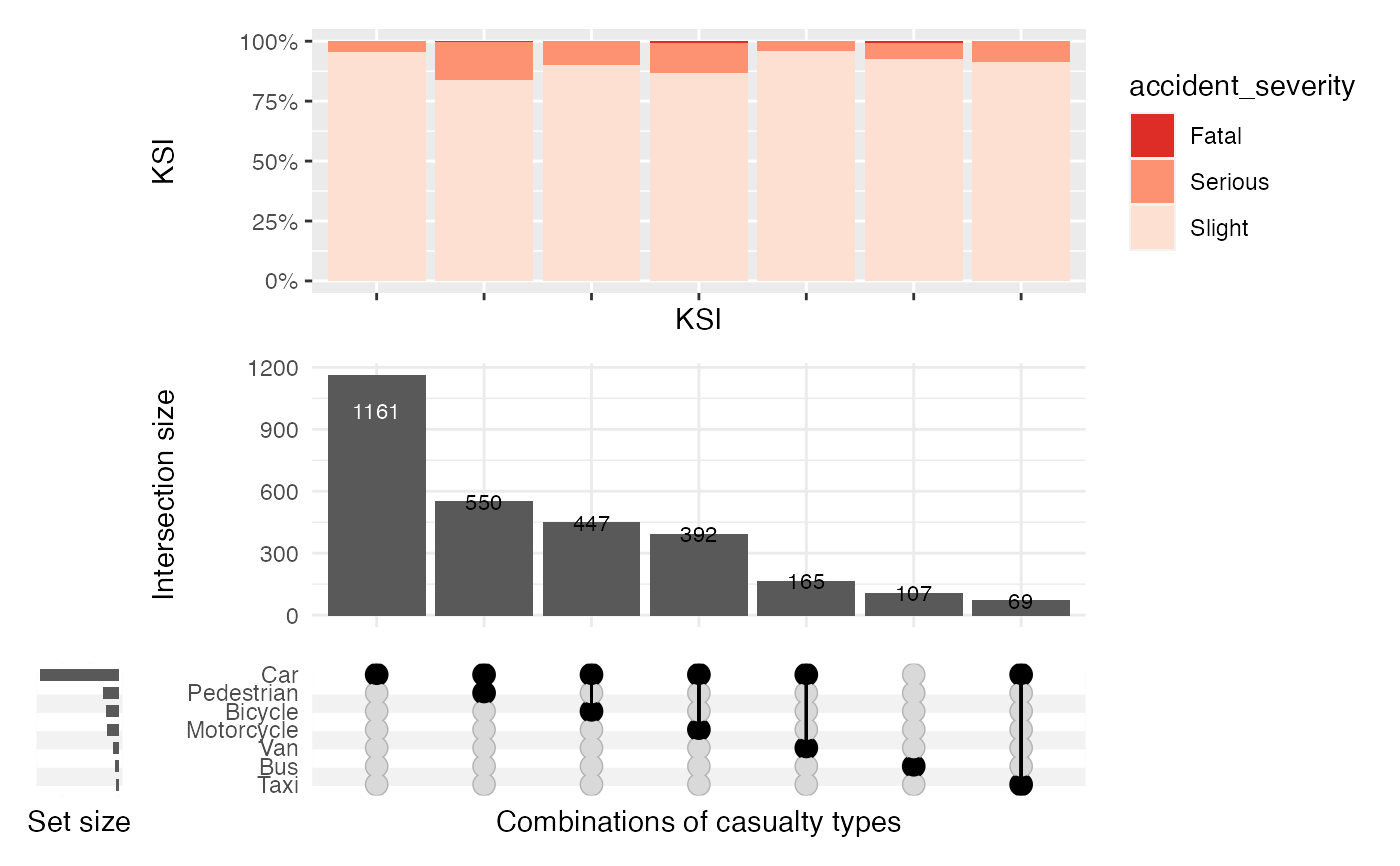 100%
75%
50%
25%
0%
KSI
KSI
accident_severity
Fatal
Serious
Slight
1200
900
600
300
0
Intersection size
1161
550
447
392
165
107
69
Car
Pedestrian
Bicycle
Motorcycle
Van
Bus
Taxi
Set size
Combinations of casualty types